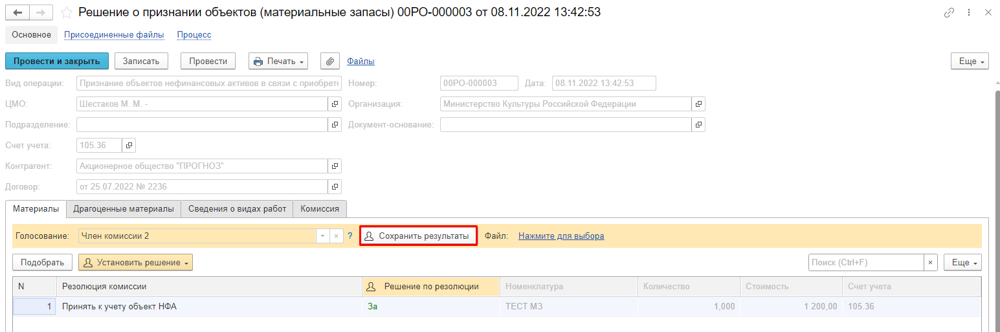 Решение о признании объектов (материальные запасы) 00РО-000003 от 08.11.2022 13:42:53
Основное Присоединенные файлы Процесс
Провести и закрыть Записать Провести Печать Файлы Еще
Вид операции: Признание объектов нефинансовых активов в связи с приобрете Номер: 00РО-000003 Дата: 08.11.2022 13:42:53
ЦМО: Шестаков М. М. - Организация: Министерство Культуры Российской Федерации
Подразделение: Документ-основание:
Счет учета: 105.36
Контрагент: Акционерное общество "ПРОГНОЗ"
Договор: от 25.07.2022 № 2236
Материалы Драгоценные материалы Сведения о видах работ Комиссия
Голосование: Член комиссии 2 ? Сохранить результаты Файл: Нажмите для выбора
Подобрать Установить решение Поиск (Ctrl+F) × Еще
N Резолюция комиссии Решение по резолюции Номенклатура Количество Стоимость Счет учета
1 Принять к учету объект НФА За ТЕСТ МЗ 1,000 1 200,00 105.36